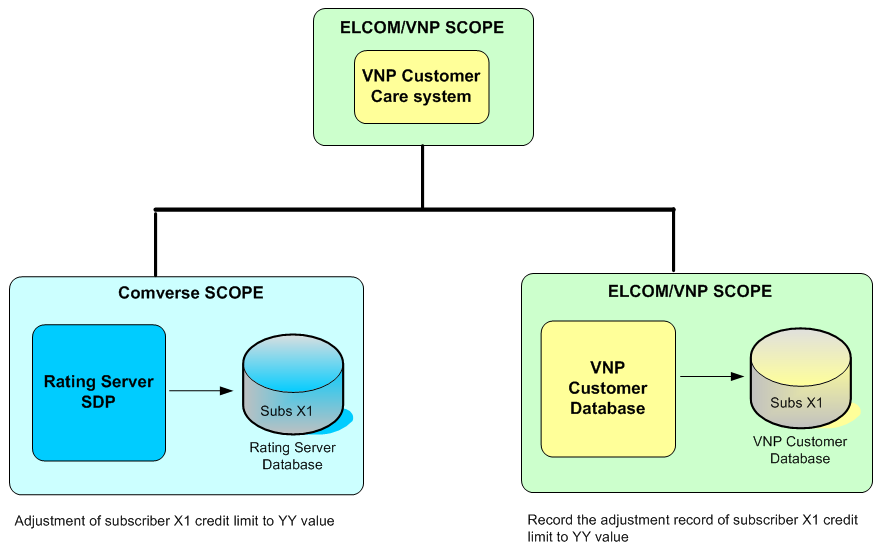 ELCOM/VNP SCOPE
VNP Customer
Care system
Comverse SCOPE
Rating Server
SDP
Subs X1
Rating Server
Database
Adjustment of subscriber X1 credit limit to YY value
ELCOM/VNP SCOPE
VNP
Customer
Database
Subs X1
VNP Customer
Database
Record the adjustment record of subscriber X1 credit
limit to YY value